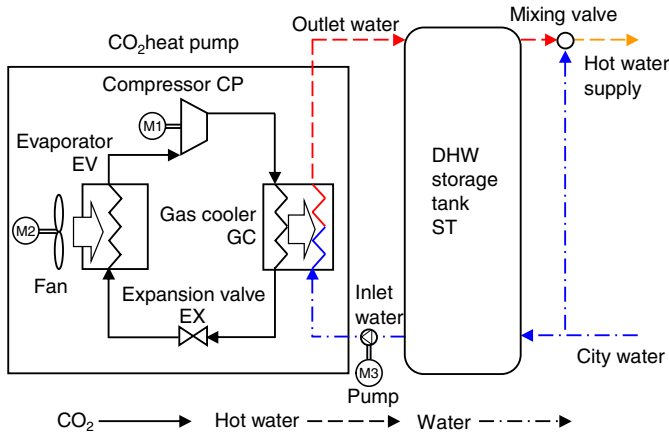 Outlet water
Mixing valve
CO₂heat pump
Hot water
supply
Compressor CP
M1
Evaporator
EV
DHW
storage
tank
ST
Gas cooler
GC
M2
Fan
Expansion valve
EX
Inlet
water
City water
M3
Pump
CO₂
Hot water
Water